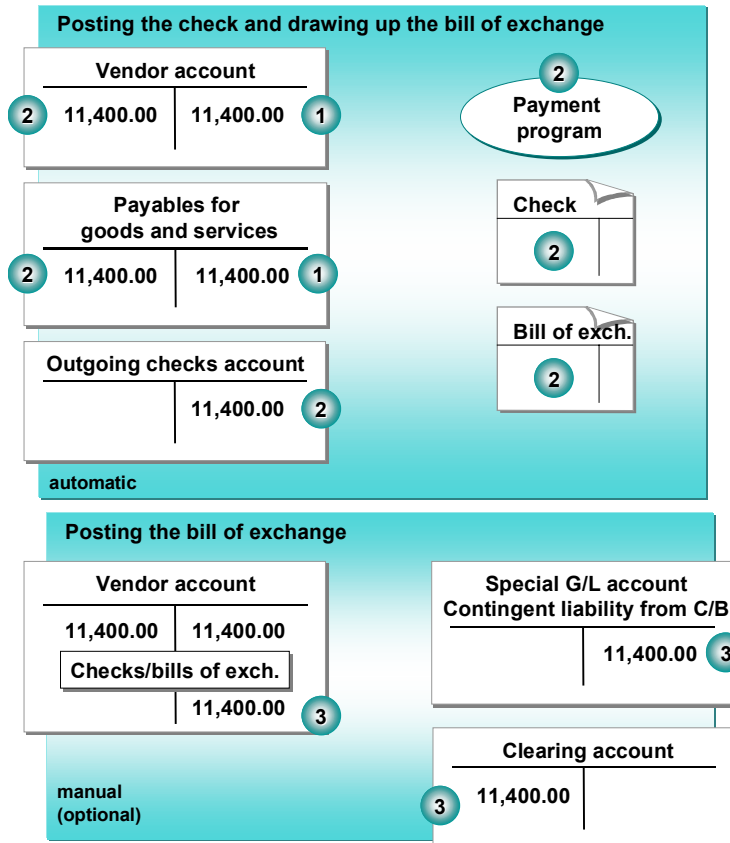 Posting the check and drawing up the bill of exchange
Vendor account
2 11,400.00 11,400.00 1
2
Payment
program
Payables for
goods and services
2 11,400.00 11,400.00 1
Check
2
Bill of exch.
2
Outgoing checks account
11,400.00 2
automatic
Posting the bill of exchange
Vendor account
11,400.00 11,400.00
Checks/bills of exch.
11,400.00 3
Special G/L account
Contingent liability from C/B
11,400.00 3
Clearing account
3 11,400.00
manual
(optional)